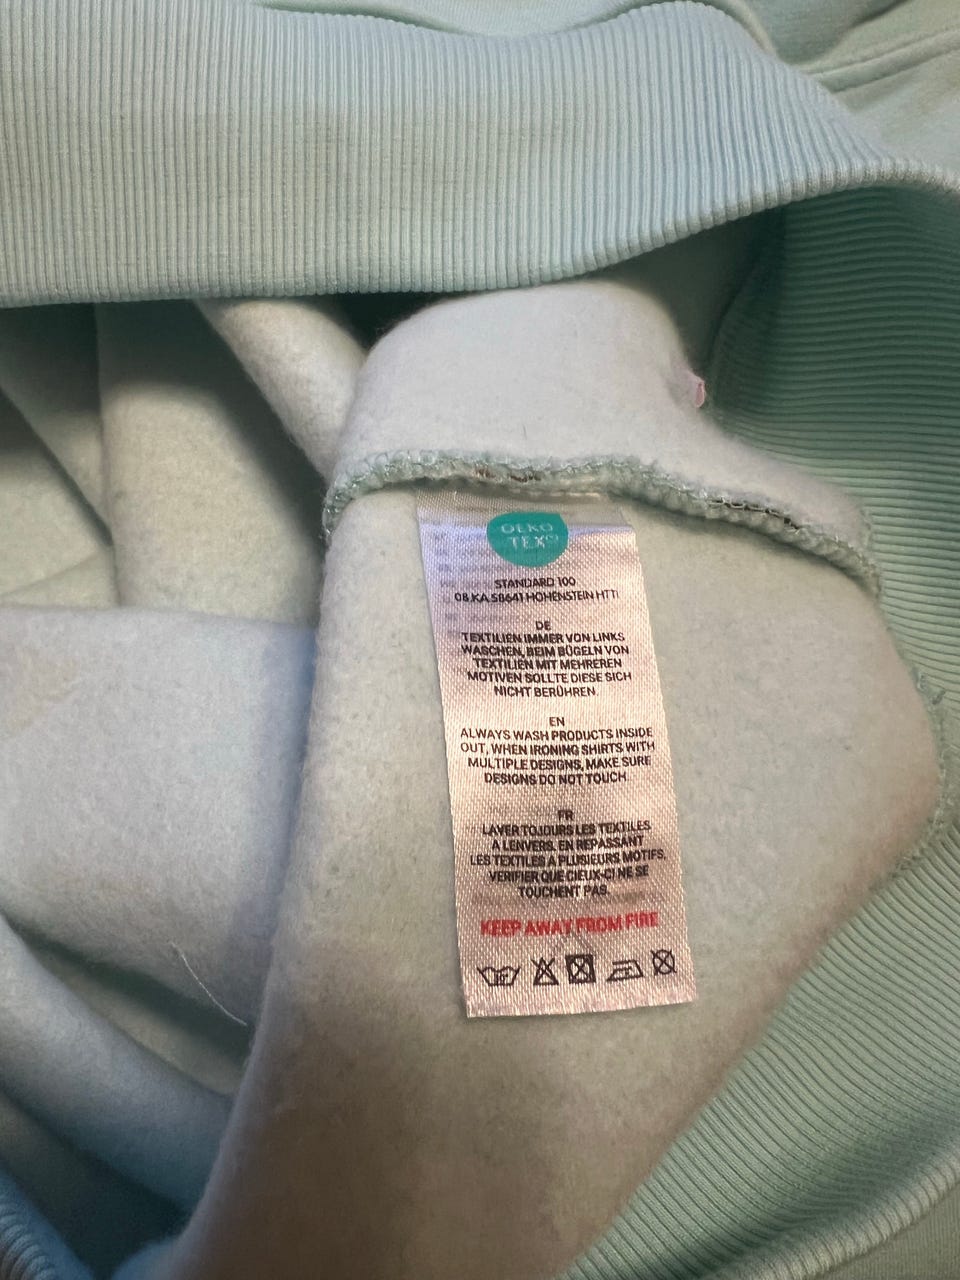 OEKO
TEX®
STANDARD 100
08.KA.58641 HOHENSTEIN HTTI
DE
TEXTILIEN IMMER VON LINKS
WASCHEN, BEIM BÜGELN VON
TEXTILIEN MIT MEHREREN
MOTIVEN SOLLTE DIESE SICH
NICHT BERÜHREN.
EN
ALWAYS WASH PRODUCTS INSIDE
OUT, WHEN IRONING SHIRTS WITH
MULTIPLE DESIGNS, MAKE SURE
DESIGNS DO NOT TOUCH.
FR
LAVER TOJOURS LES TEXTILES
A LENVERS. EN REPASSANT
LES TEXTILES A PLUSIEURS MOTIFS,
VERIFIER QUE CIEUX-CI NE SE
TOUCHENT PAS.
KEEP AWAY FROM FIRE